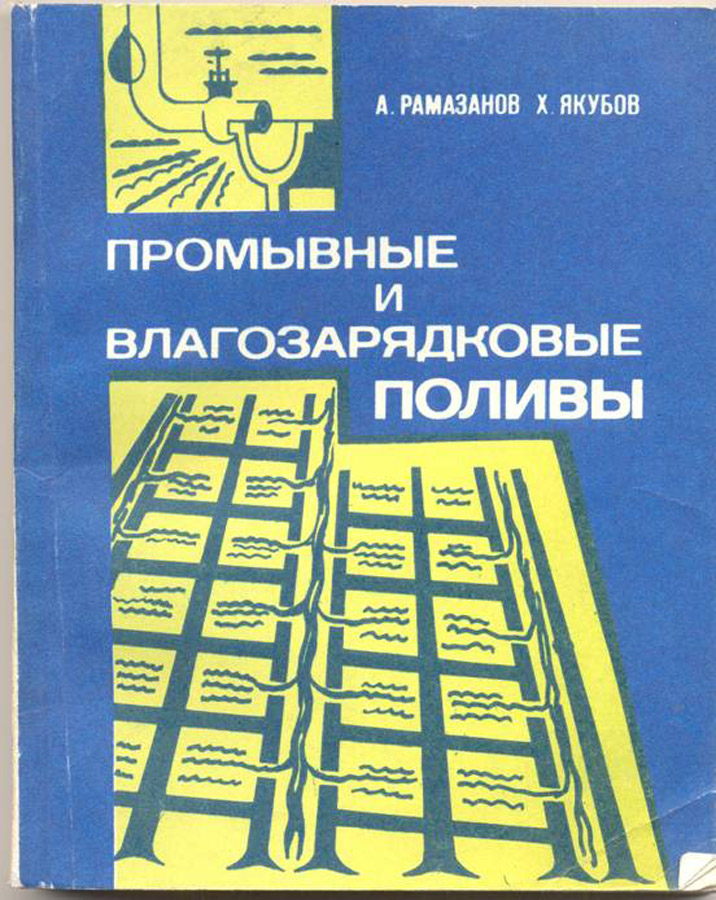 А. РАМАЗАНОВ Х. ЯКУБОВ
ПРОМЫВНЫЕ
И
ВЛАГОЗАРЯДКОВЫЕ
ПОЛИВЫ